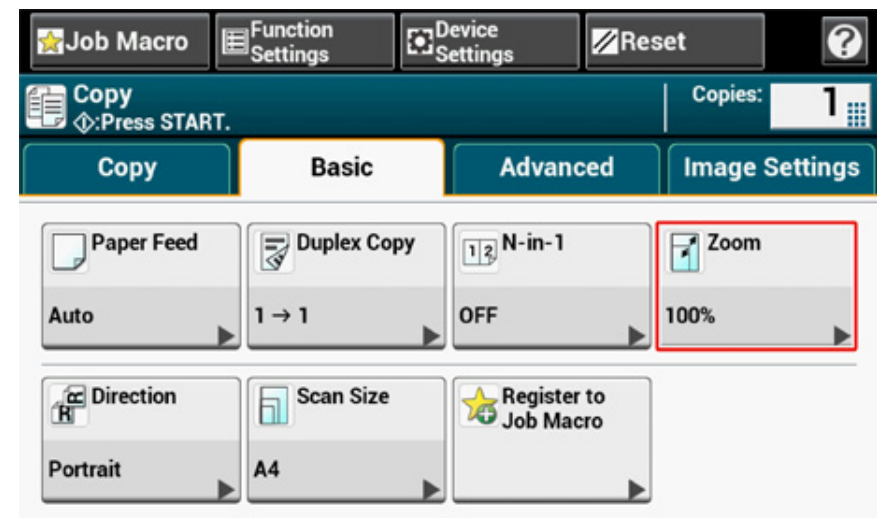 Job Macro
Function
Settings
Device
Settings
Reset
?
Copy
:Press START.
Copies:
1
Copy
Basic
Advanced
Image Settings
Paper Feed
Auto
Duplex Copy
1 → 1
1 2 N-in-1
OFF
Zoom
100%
R R Direction
Portrait
Scan Size
A4
Register to
Job Macro